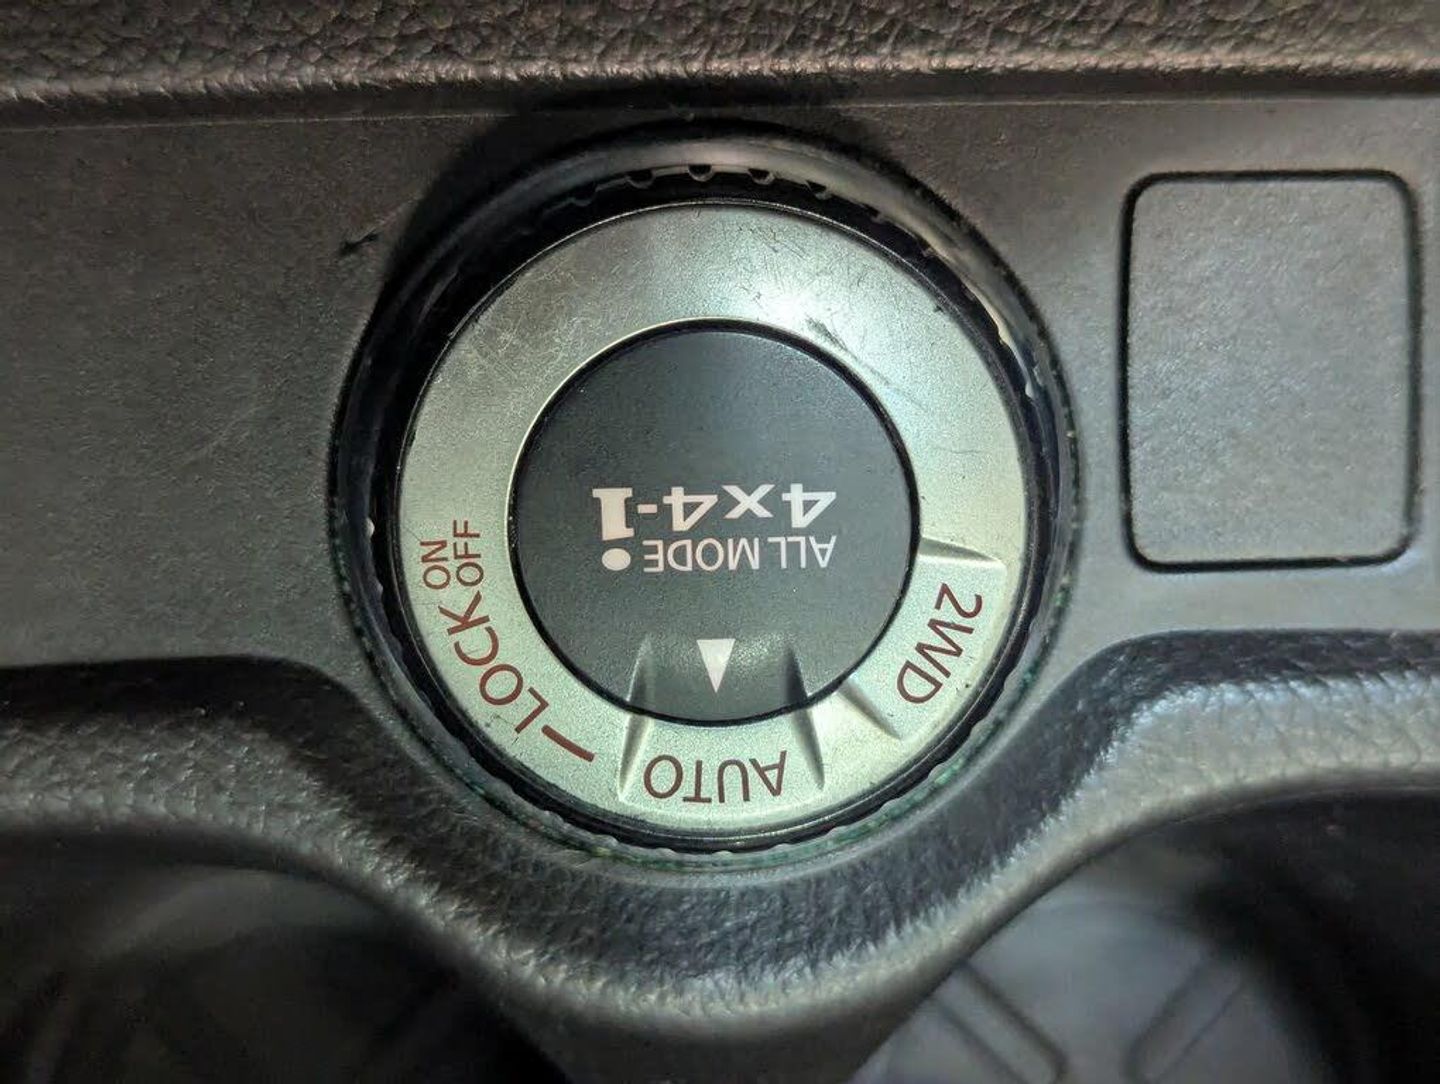 2WD
AUTO
LOCK ON
OFF
ALL MODE
4x4-i